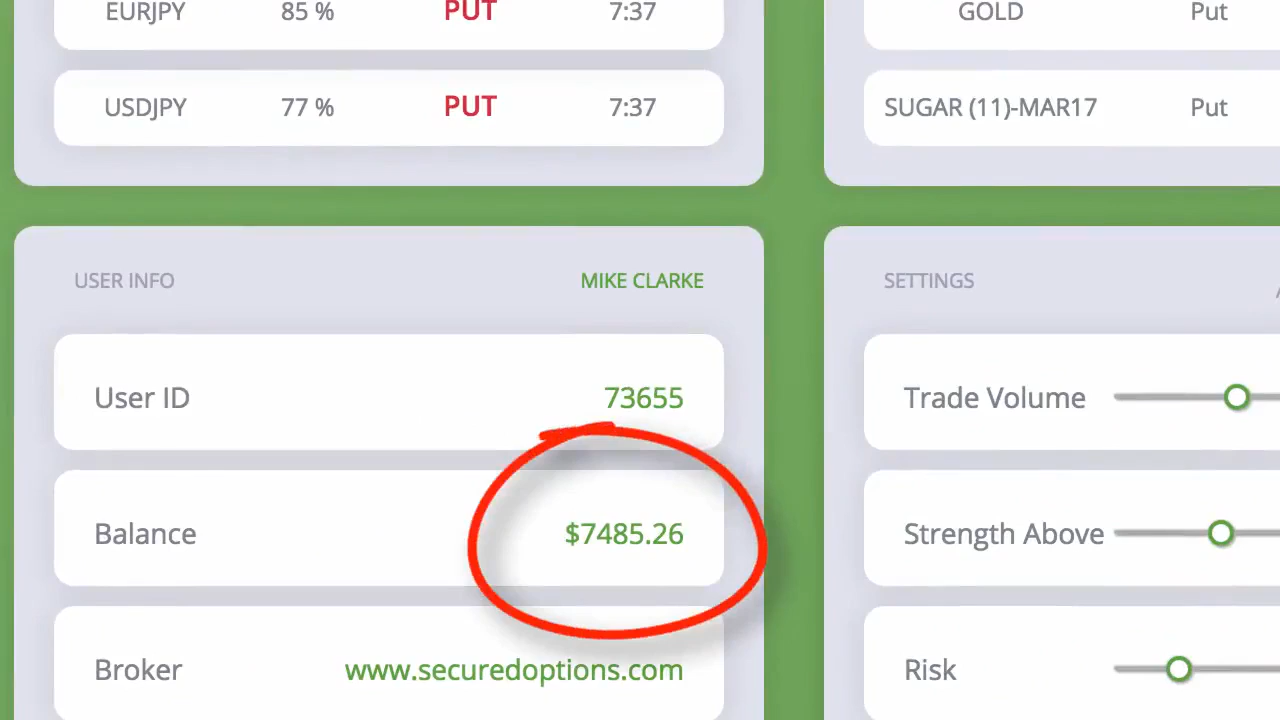 EURJPY 85 % PUT 7:37
USDJPY 77 % PUT 7:37
GOLD Put
SUGAR (11)-MAR17 Put
USER INFO MIKE CLARKE
User ID 73655
Balance $7485.26
Broker www.securedoptions.com
SETTINGS
Trade Volume
Strength Above
Risk